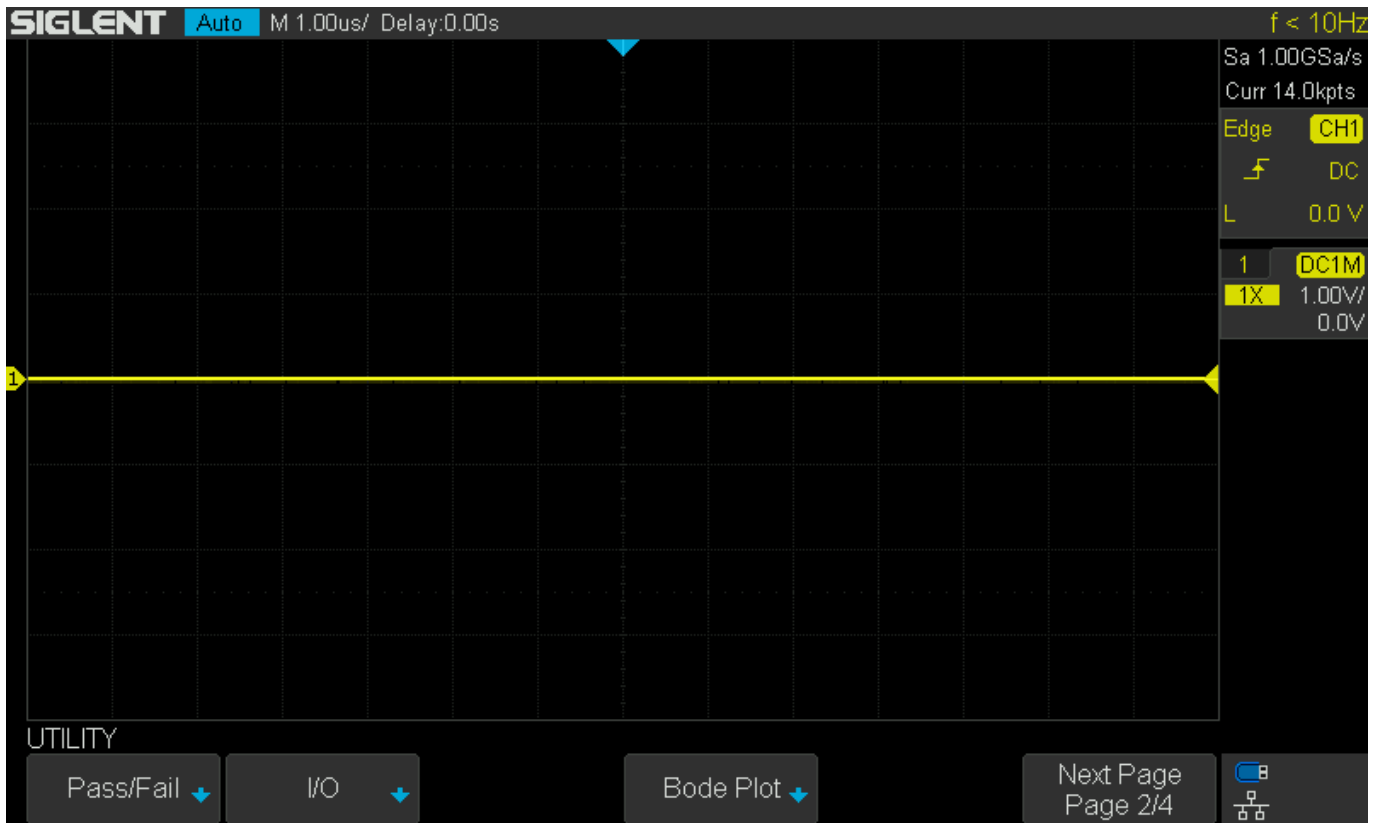 SIGLENT Auto M 1.00us/ Delay:0.00s f < 10Hz
Sa 1.00GSa/s
Curr 14.0kpts
Edge CH1
DC
L 0.0 V
1 DC1M
1X 1.00V/
0.0V
1
UTILITY
Pass/Fail I/O Bode Plot Next Page
Page 2/4